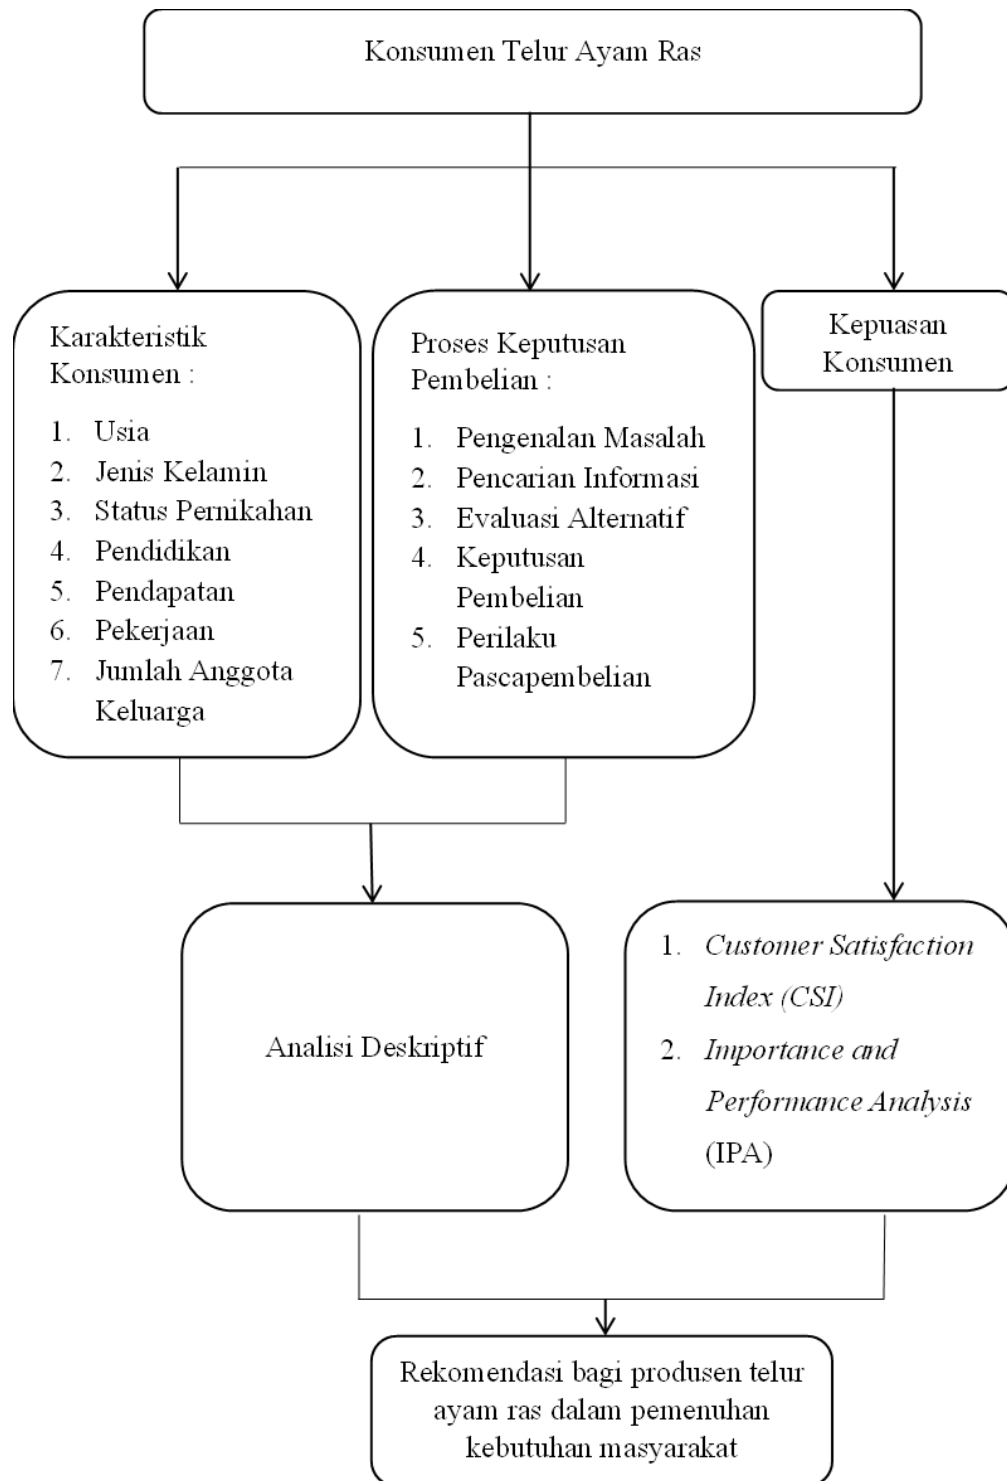 Konsumen Telur Ayam Ras
Karakteristik
Konsumen :
1. Usia
2. Jenis Kelamin
3. Status Pernikahan
4. Pendidikan
5. Pendapatan
6. Pekerjaan
7. Jumlah Anggota
Keluarga
Proses Keputusan
Pembelian :
1. Pengenalan Masalah
2. Pencarian Informasi
3. Evaluasi Alternatif
4. Keputusan
Pembelian
5. Perilaku
Pascapembelian
Kepuasan
Konsumen
Analisi Deskriptif
1. Customer Satisfaction
Index (CSI)
2. Importance and
Performance Analysis
(IPA)
Rekomendasi bagi produsen telur
ayam ras dalam pemenuhan
kebutuhan masyarakat